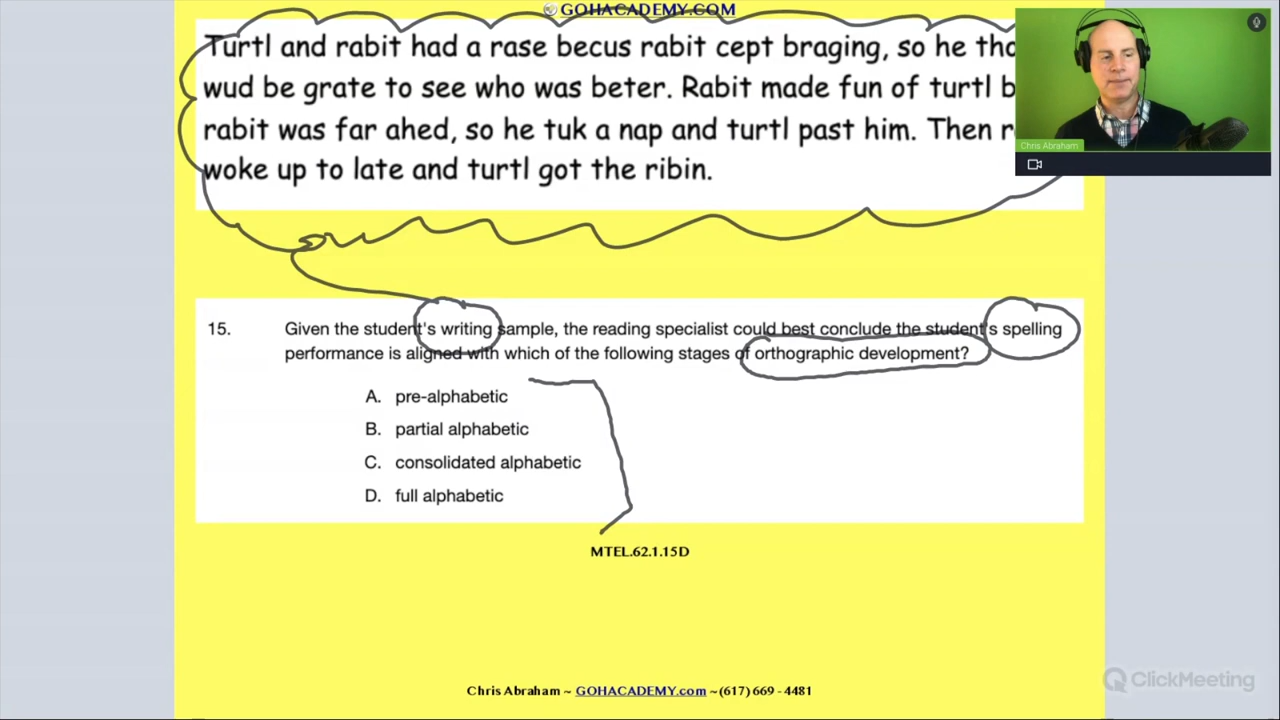 GOHACADEMY.COM
Turtl and rabit had a rase becus rabit cept braging, so he
wud be grate to see who was beter. Rabit made fun of turtl
rabit was far ahed, so he tuk a nap and turtl past him. Then
woke up to late and turtl got the ribin.
Chris Abraham
15. Given the student's writing sample, the reading specialist could best conclude the student's spelling
performance is aligned with which of the following stages of orthographic development?
A. pre-alphabetic
B. partial alphabetic
C. consolidated alphabetic
D. full alphabetic
MTEL.62.1.15D
Chris Abraham ~ GOHACADEMY.com ~(617) 669 - 4481
ClickMeeting